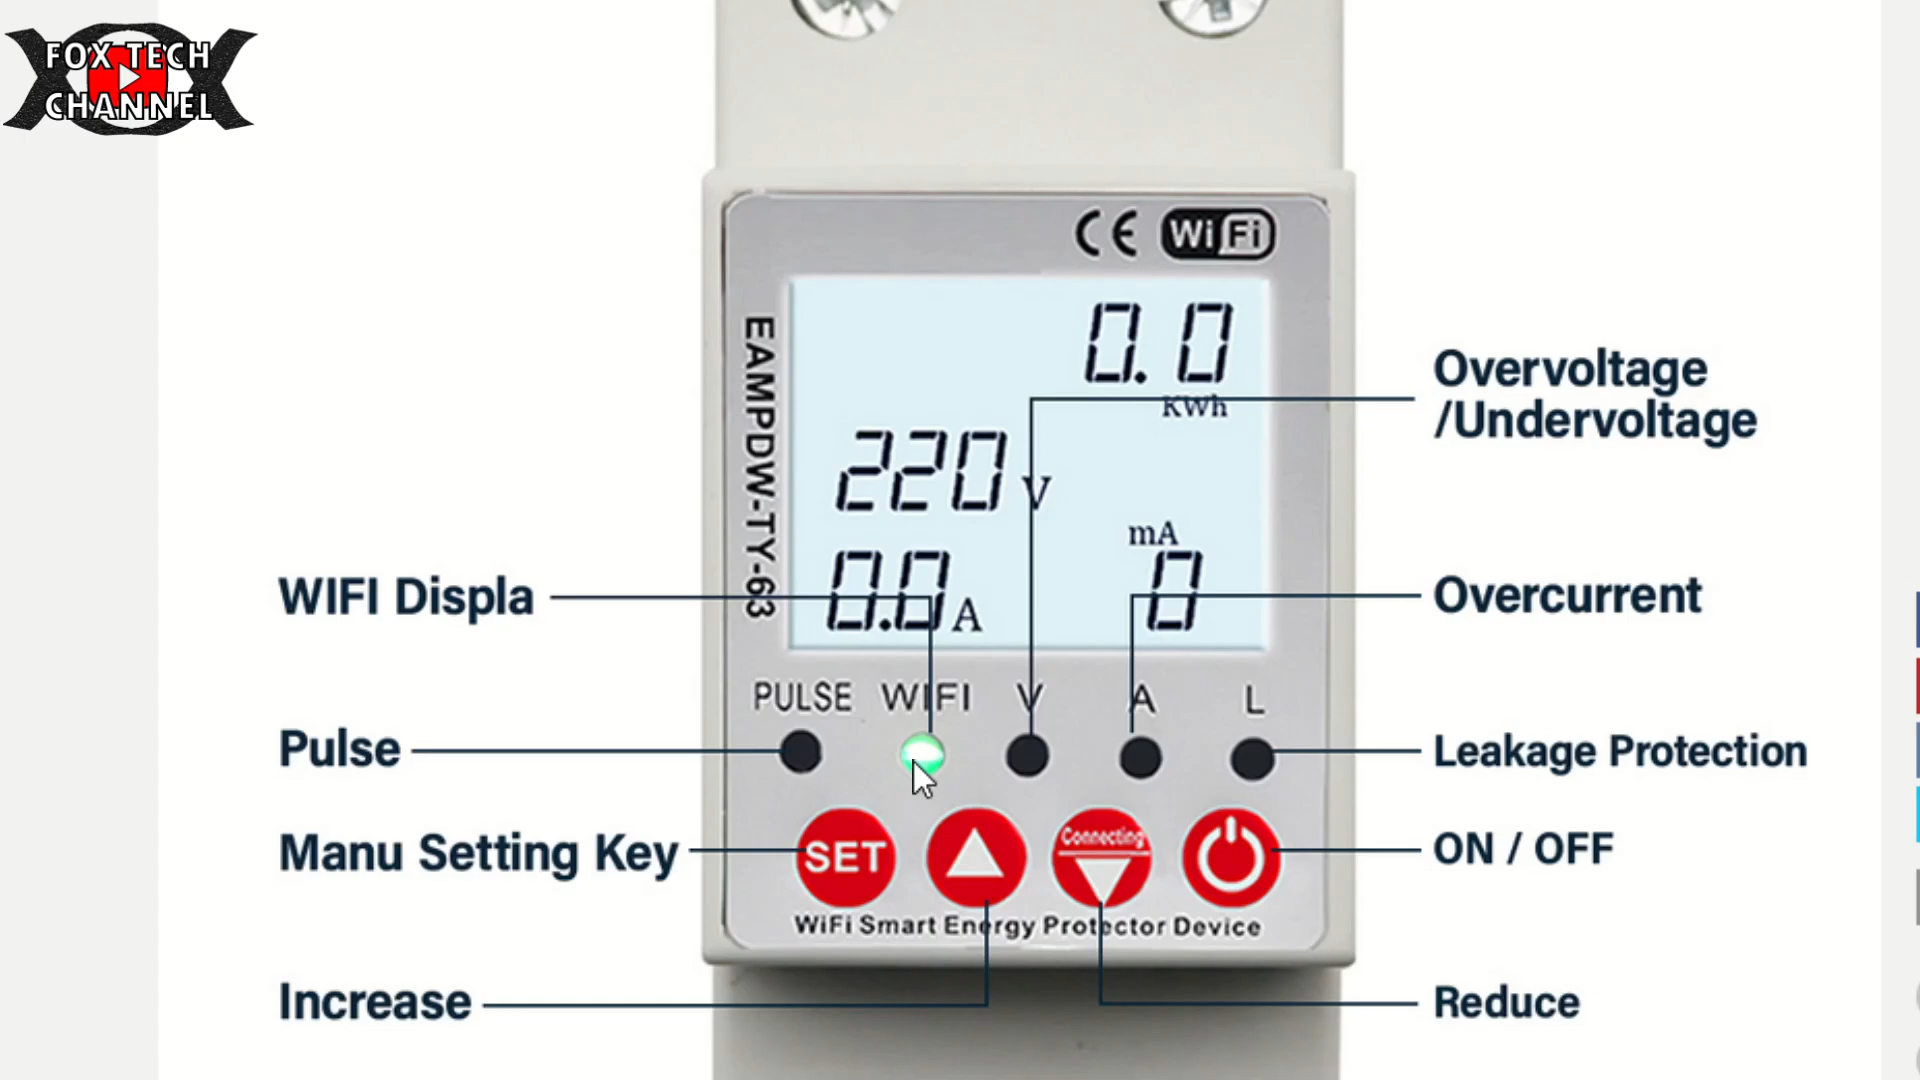 FOX TECH
CHANNEL
CE WiFi
EAMPDW-TY-63
0.0
KWh
220 V
mA
0.0 A
0
Overvoltage
/Undervoltage
WIFI Displa
Overcurrent
PULSE WIFI V A L
Pulse
Leakage Protection
Manu Setting Key
SET
Connecting
ON / OFF
WiFi Smart Energy Protector Device
Increase
Reduce